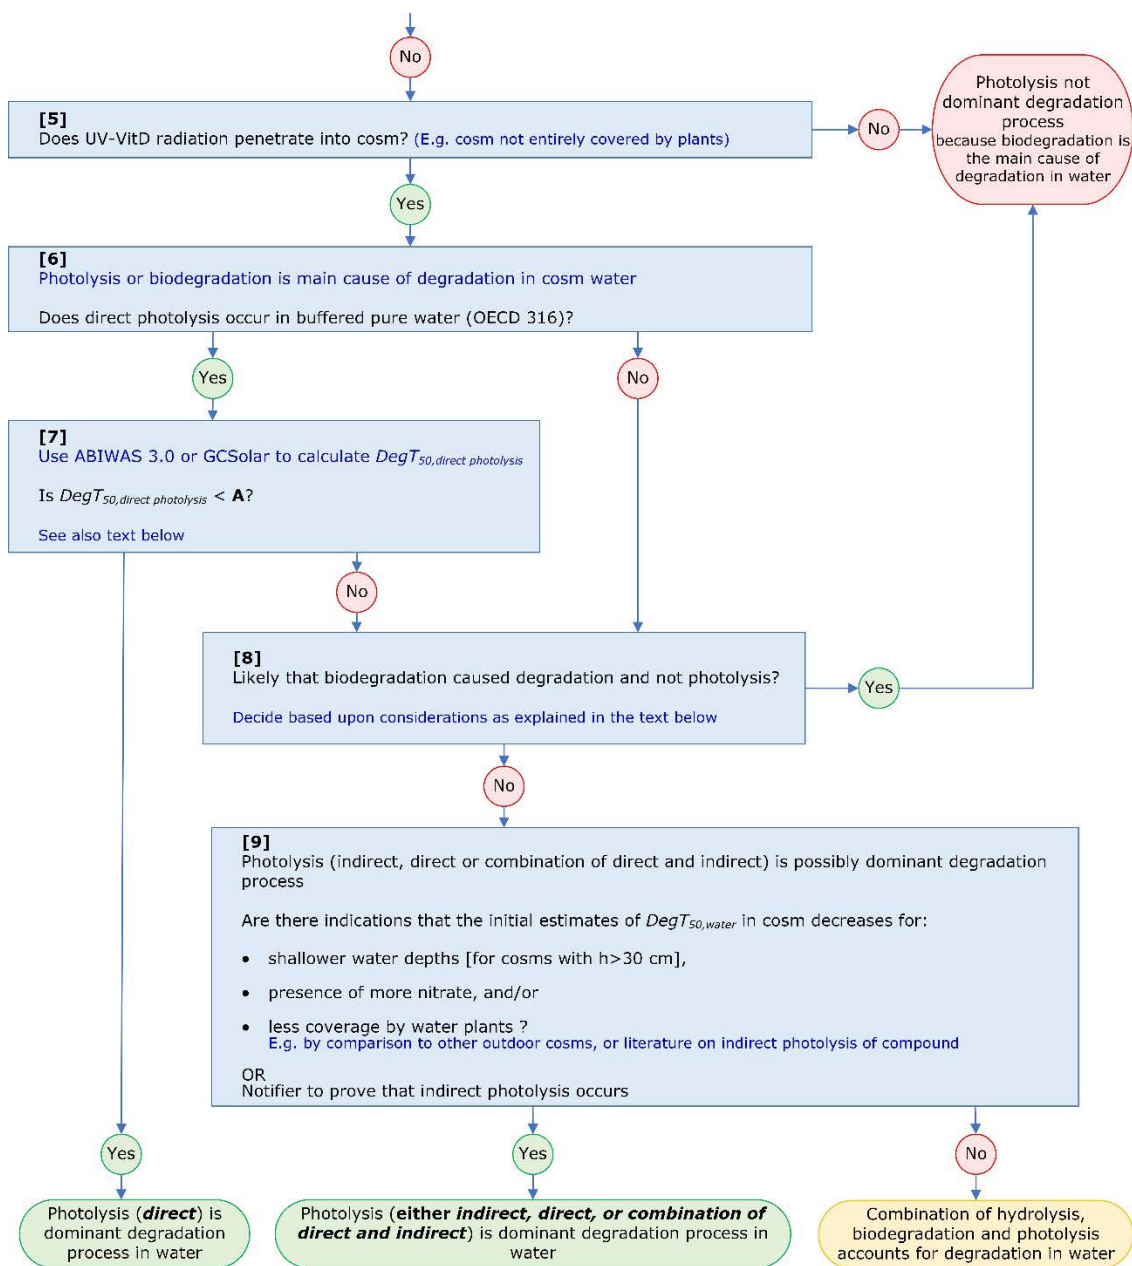 No
[5]
Does UV-VitD radiation penetrate into cosm? (E.g. cosm not entirely covered by plants)
No
Photolysis not
dominant degradation
process
because biodegradation is
the main cause of
degradation in water
Yes
[6]
Photolysis or biodegradation is main cause of degradation in cosm water
Does direct photolysis occur in buffered pure water (OECD 316)?
Yes
No
[7]
Use ABIWAS 3.0 or GCSolar to calculate DegT50,direct photolysis
Is DegT50,direct photolysis < A?
See also text below
No
[8]
Likely that biodegradation caused degradation and not photolysis?
Decide based upon considerations as explained in the text below
Yes
No
[9]
Photolysis (indirect, direct or combination of direct and indirect) is possibly dominant degradation
process
Are there indications that the initial estimates of DegT50,water in cosm decreases for:
• shallower water depths [for cosms with h>30 cm],
• presence of more nitrate, and/or
• less coverage by water plants ?
E.g. by comparison to other outdoor cosms, or literature on indirect photolysis of compound
OR
Notifier to prove that indirect photolysis occurs
Yes
Yes
No
Photolysis (direct) is
dominant degradation
process in water
Photolysis (either indirect, direct, or combination of
direct and indirect) is dominant degradation process in
water
Combination of hydrolysis,
biodegradation and photolysis
accounts for degradation in water